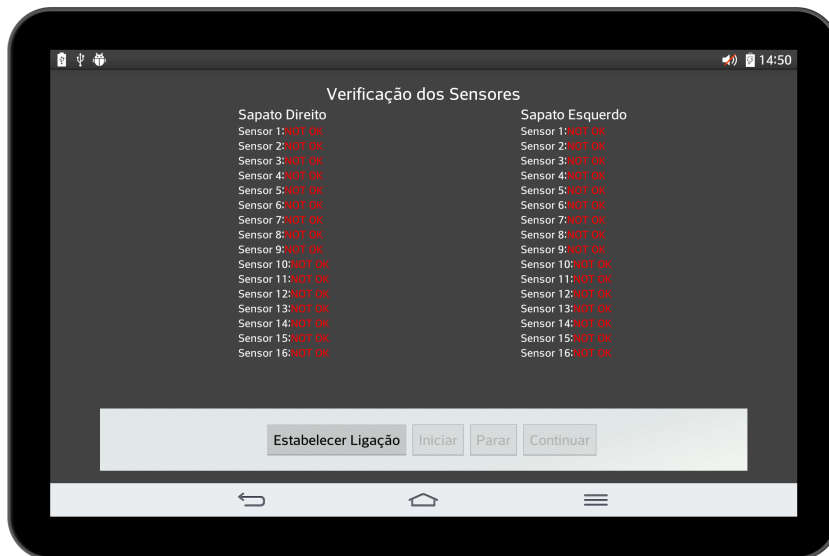 14:50
Verificação dos Sensores
Sapato Direito
Sensor 1:NOT OK
Sensor 2:NOT OK
Sensor 3:NOT OK
Sensor 4:NOT OK
Sensor 5:NOT OK
Sensor 6:NOT OK
Sensor 7:NOT OK
Sensor 8:NOT OK
Sensor 9:NOT OK
Sensor 10:NOT OK
Sensor 11:NOT OK
Sensor 12:NOT OK
Sensor 13:NOT OK
Sensor 14:NOT OK
Sensor 15:NOT OK
Sensor 16:NOT OK
Sapato Esquerdo
Sensor 1:NOT OK
Sensor 2:NOT OK
Sensor 3:NOT OK
Sensor 4:NOT OK
Sensor 5:NOT OK
Sensor 6:NOT OK
Sensor 7:NOT OK
Sensor 8:NOT OK
Sensor 9:NOT OK
Sensor 10:NOT OK
Sensor 11:NOT OK
Sensor 12:NOT OK
Sensor 13:NOT OK
Sensor 14:NOT OK
Sensor 15:NOT OK
Sensor 16:NOT OK
Estabelecer Ligação Iniciar Parar Continuar